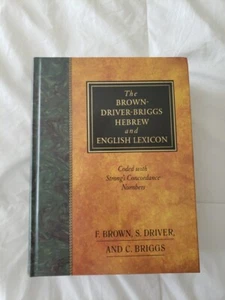 The
BROWN-
DRIVER-BRIGGS
HEBREW
and
ENGLISH LEXICON
Coded with
Strong's Concordance
Numbers
F. BROWN, S. DRIVER,
AND C. BRIGGS